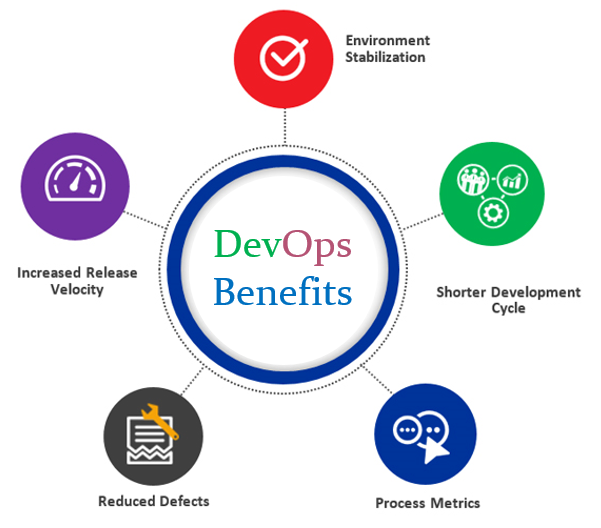 Environment
Stabilization
DevOps
Benefits
Increased Release
Velocity
Shorter Development
Cycle
Reduced Defects
Process Metrics